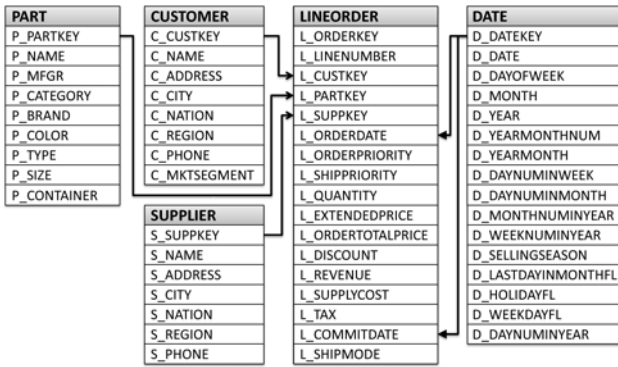 PART
P_PARTKEY
P_NAME
P_MFGR
P_CATEGORY
P_BRAND
P_COLOR
P_TYPE
P_SIZE
P_CONTAINER
CUSTOMER
C_CUSTKEY
C_NAME
C_ADDRESS
C_CITY
C_NATION
C_REGION
C_PHONE
C_MKTSEGMENT
SUPPLIER
S_SUPPKEY
S_NAME
S_ADDRESS
S_CITY
S_NATION
S_REGION
S_PHONE
LINEORDER
L_ORDERKEY
L_LINENUMBER
L_CUSTKEY
L_PARTKEY
L_SUPPKEY
L_ORDERDATE
L_ORDERPRIORITY
L_SHIPPRIORITY
L_QUANTITY
L_EXTENDEDPRICE
L_ORDERTOTALPRICE
L_DISCOUNT
L_REVENUE
L_SUPPLYCOST
L_TAX
L_COMMITDATE
L_SHIPMODE
DATE
D_DATEKEY
D_DATE
D_DAYOFWEEK
D_MONTH
D_YEAR
D_YEARMONTHNUM
D_YEARMONTH
D_DAYNUMINWEEK
D_DAYNUMINMONTH
D_MONTHNUMINYEAR
D_WEEKNUMINYEAR
D_SELLINGSEASON
D_LASTDAYINMONTHFL
D_HOLIDAYFL
D_WEEKDAYFL
D_DAYNUMINYEAR